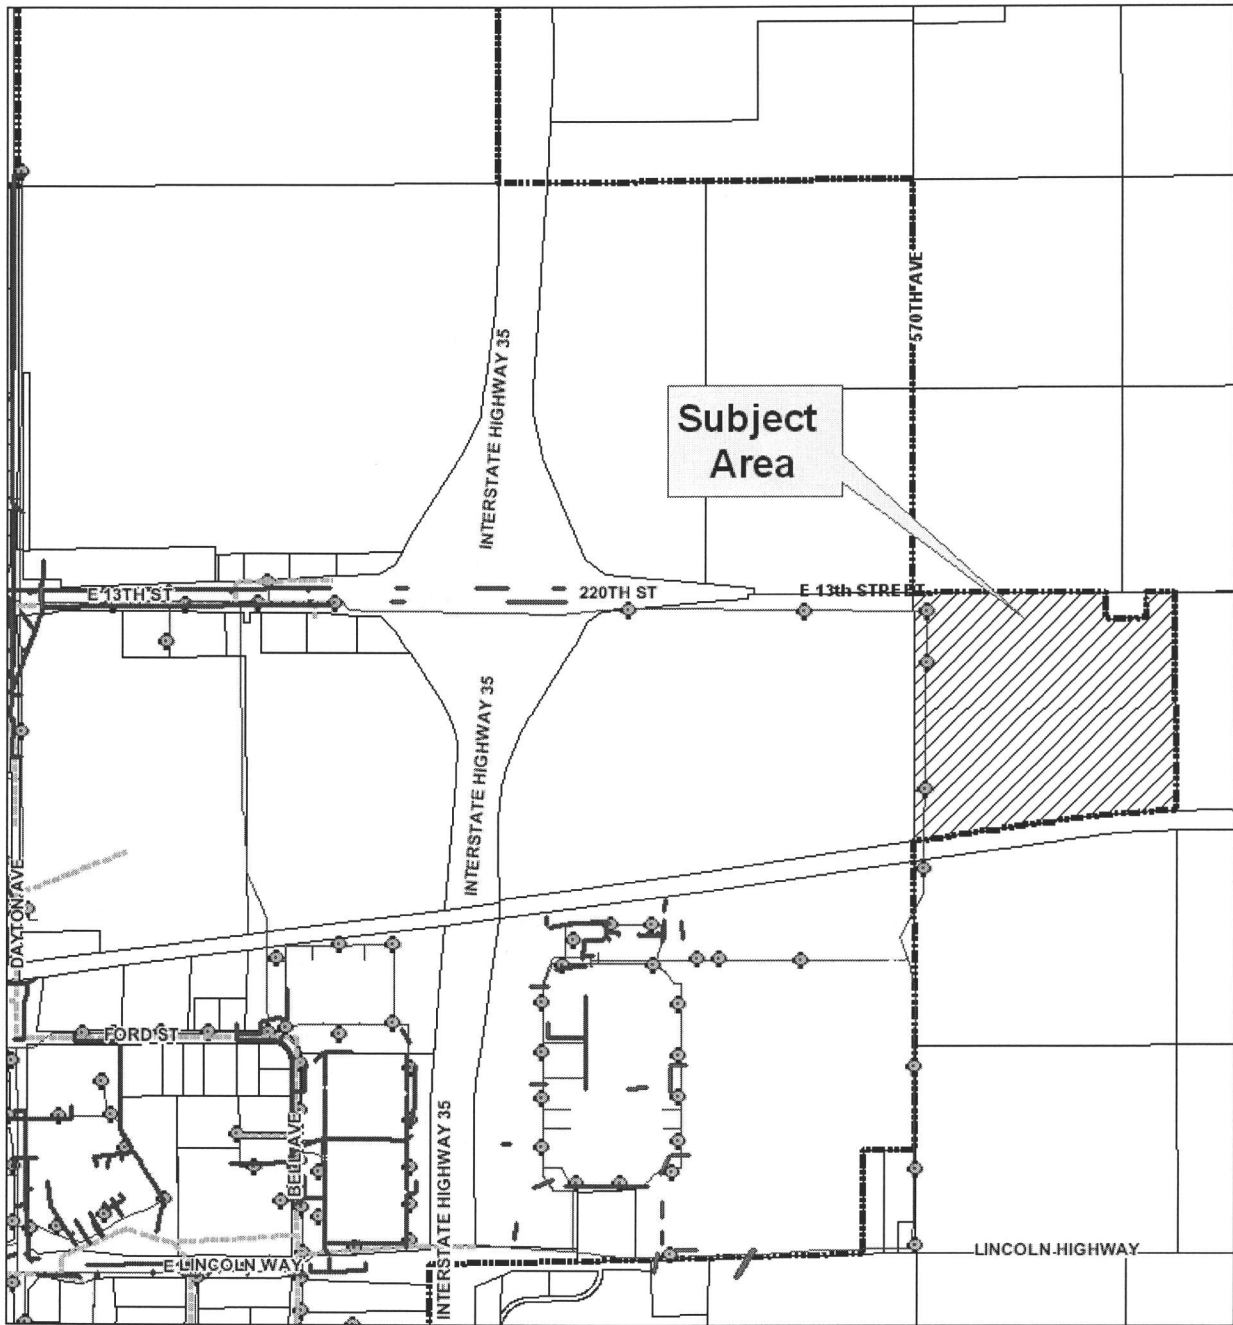 570TH AVE
INTERSTATE HIGHWAY 35
Subject
Area
E 13TH ST
220TH ST
E 13th STREET
INTERSTATE HIGHWAY 35
DAYTON AVE
FORD ST
BELL AVE
INTERSTATE HIGHWAY 35
E LINCOLN WAY
LINCOLN HIGHWAY